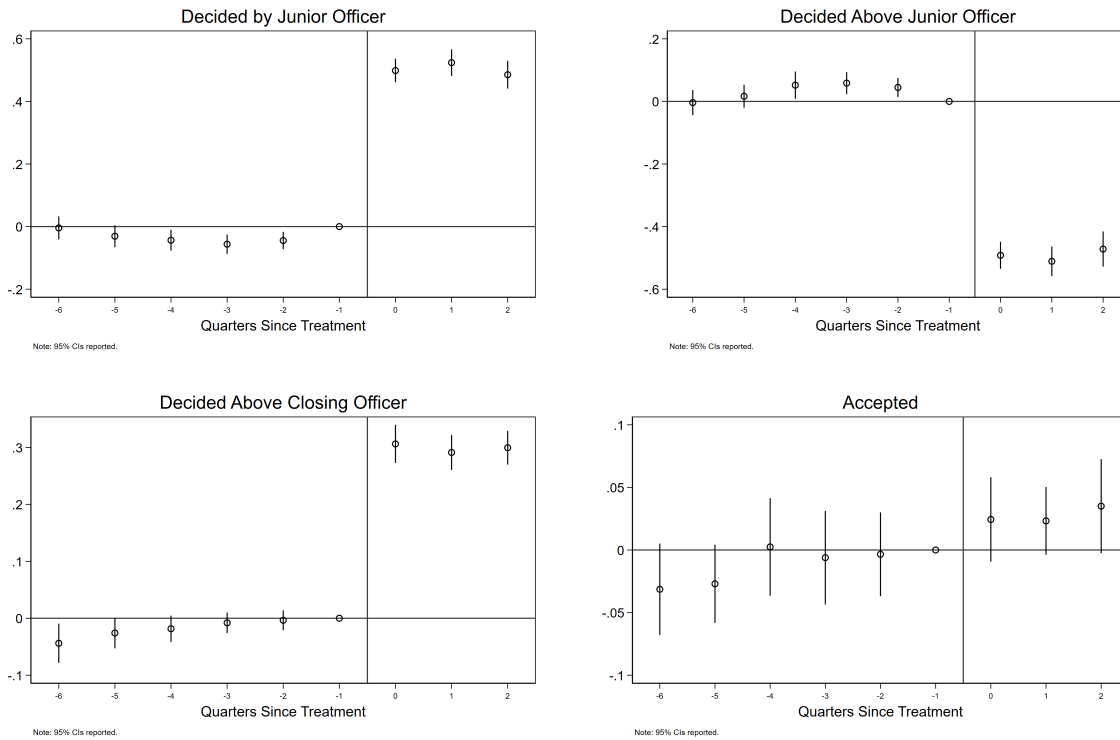 Decided by Junior Officer
.6
.4
.2
0
-.2
-6 -5 -4 -3 -2 -1 0 1 2
Quarters Since Treatment
Note: 95% CIs reported.
Decided Above Junior Officer
.2
0
-.2
-.4
-.6
-6 -5 -4 -3 -2 -1 0 1 2
Quarters Since Treatment
Note: 95% CIs reported.
Decided Above Closing Officer
.3
.2
.1
0
-.1
-6 -5 -4 -3 -2 -1 0 1 2
Quarters Since Treatment
Note: 95% CIs reported.
Accepted
.1
.05
0
-.05
-.1
-6 -5 -4 -3 -2 -1 0 1 2
Quarters Since Treatment
Note: 95% CIs reported.